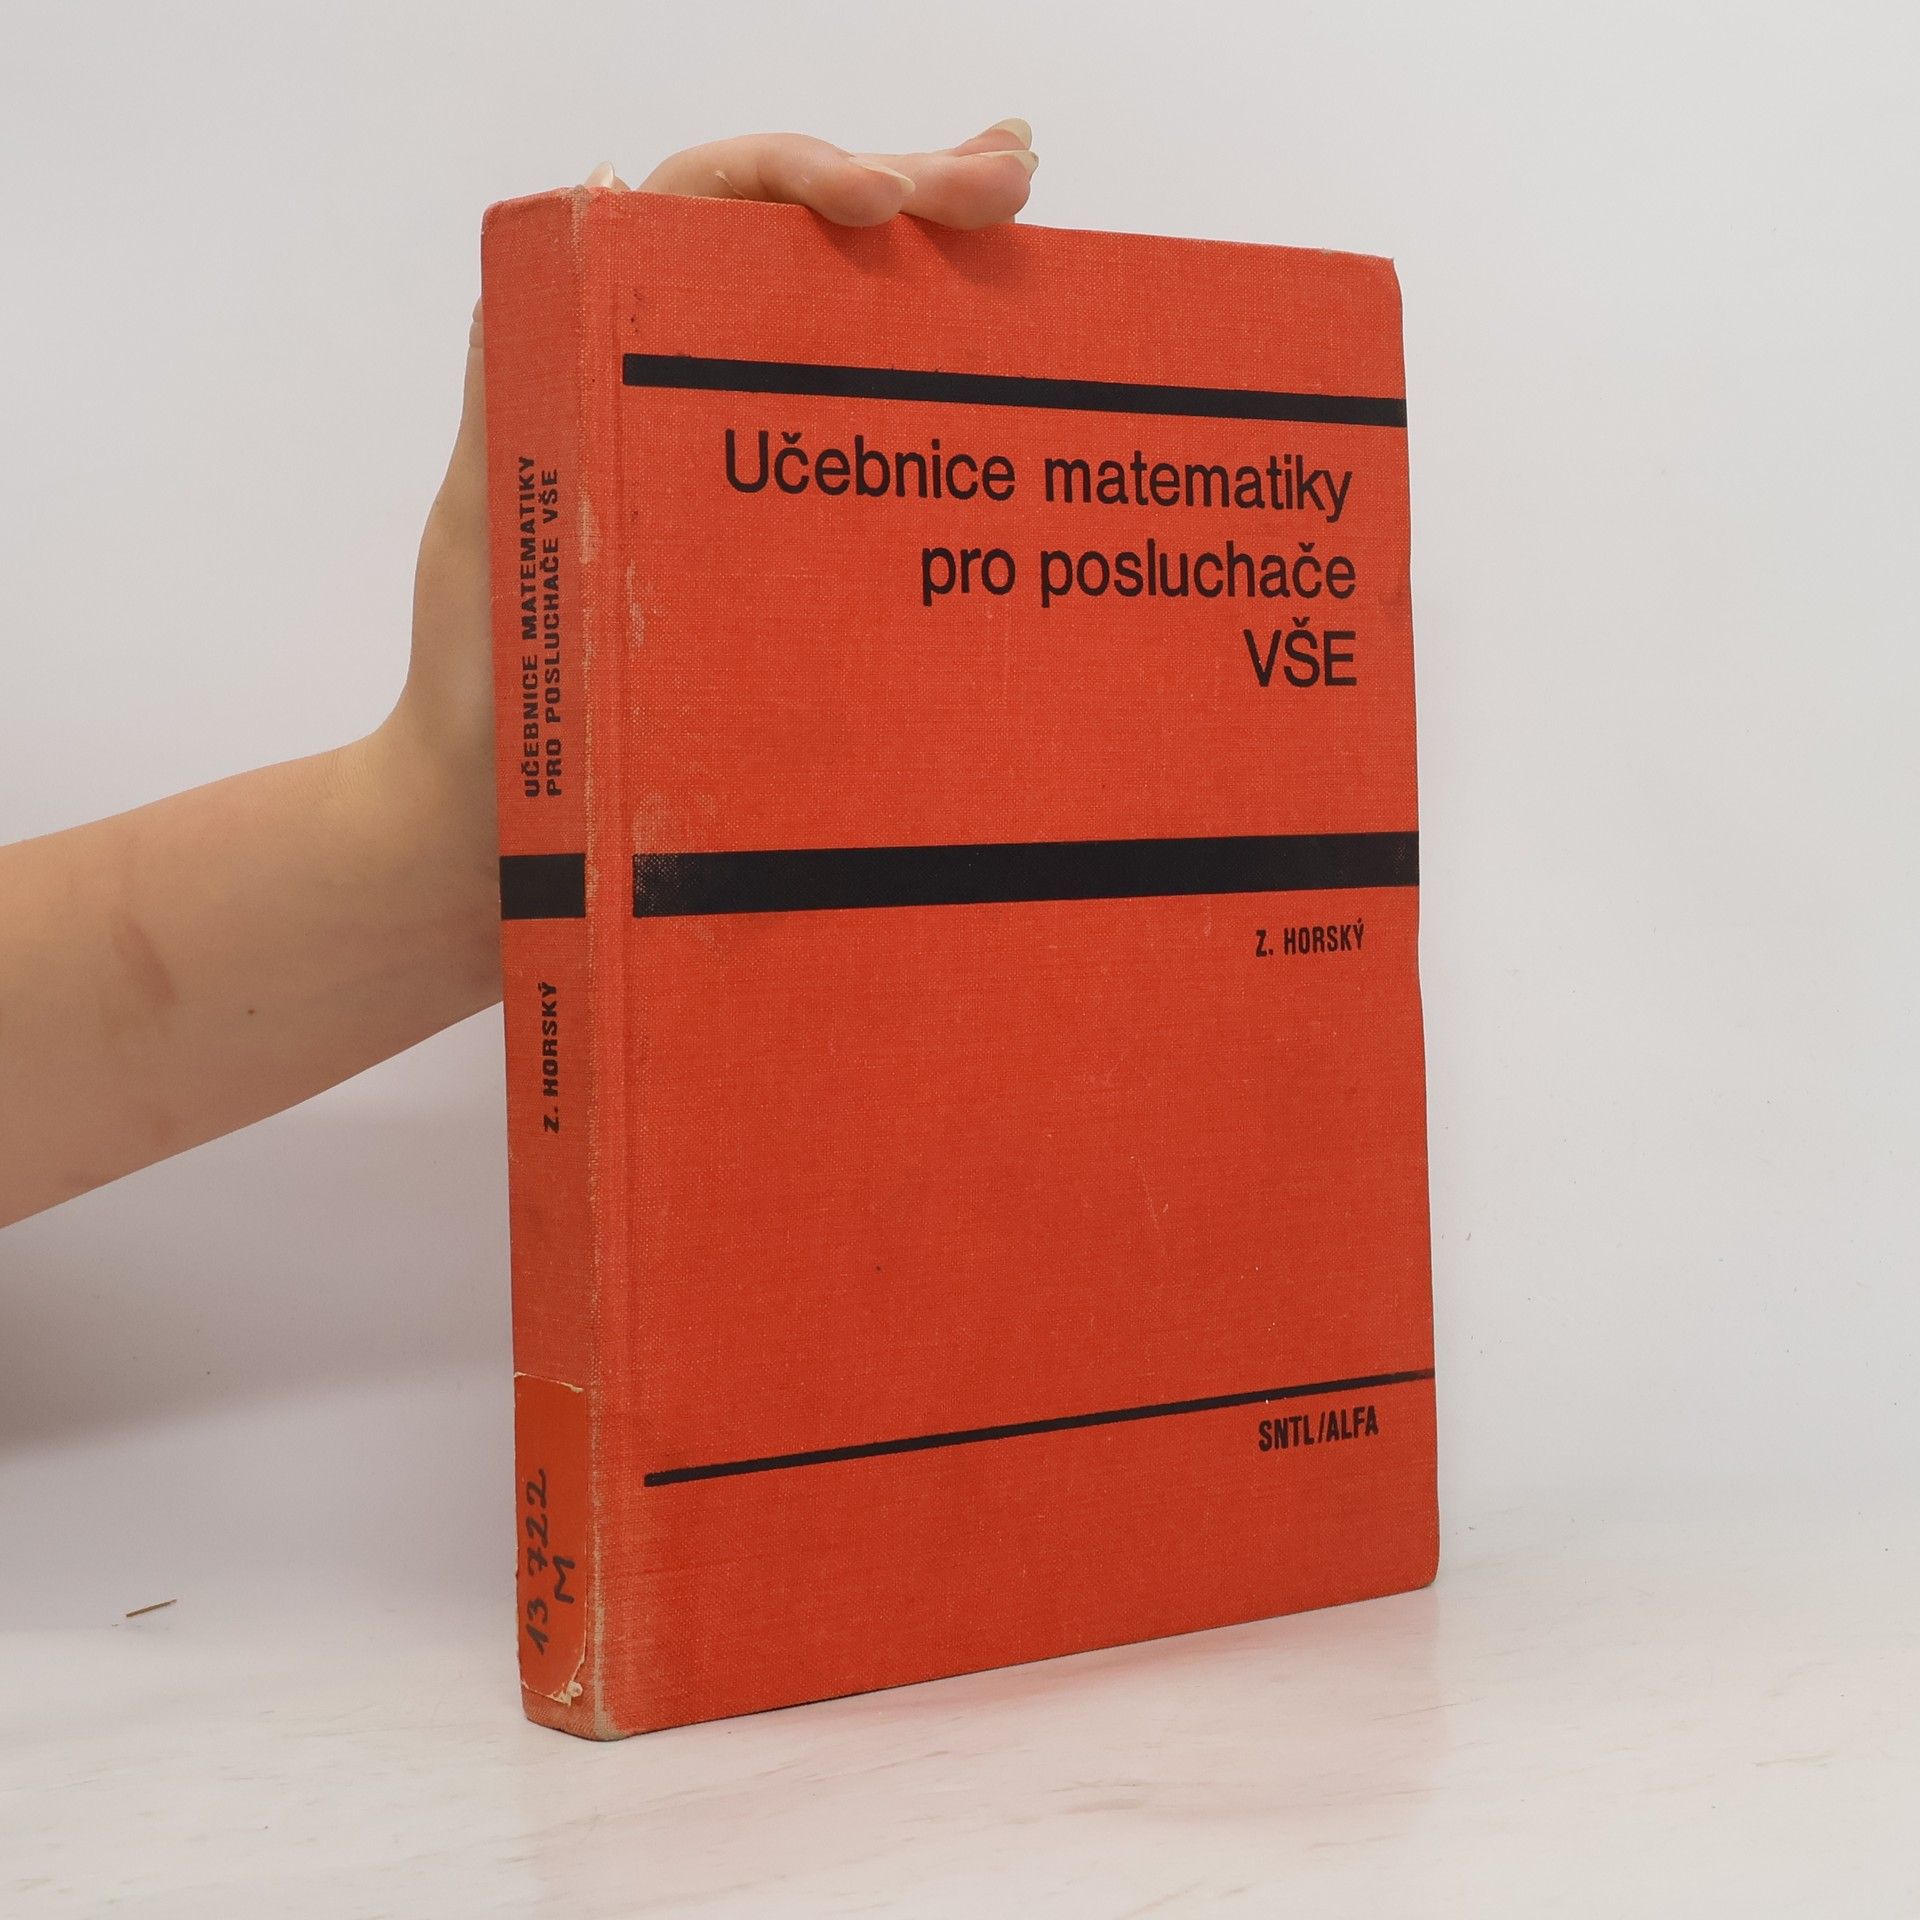 Učebnice matematiky
pro posluchače
VŠE
Z. HORSKÝ
SNTL/ALFA
UČEBNICE MATEMATIKY
PRO POSLUCHAČE VŠE
Z. HORSKÝ
13 722
M